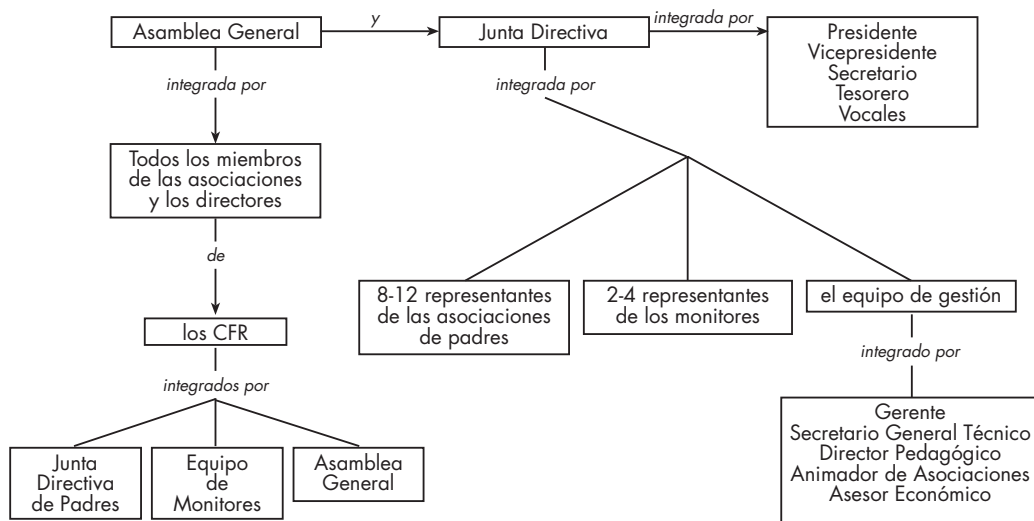 Asamblea General
y
Junta Directiva
integrada por
Presidente
Vicepresidente
Secretario
Tesorero
Vocales
integrada por
integrada por
Todos los miembros
de las asociaciones
y los directores
de
8-12 representantes
de las asociaciones
de padres
2-4 representantes
de los monitores
el equipo de gestión
los CFR
integrado por
integrados por
Gerente
Secretario General Técnico
Director Pedagógico
Animador de Asociaciones
Asesor Económico
Junta
Directiva
de Padres
Equipo
de
Monitores
Asamblea
General